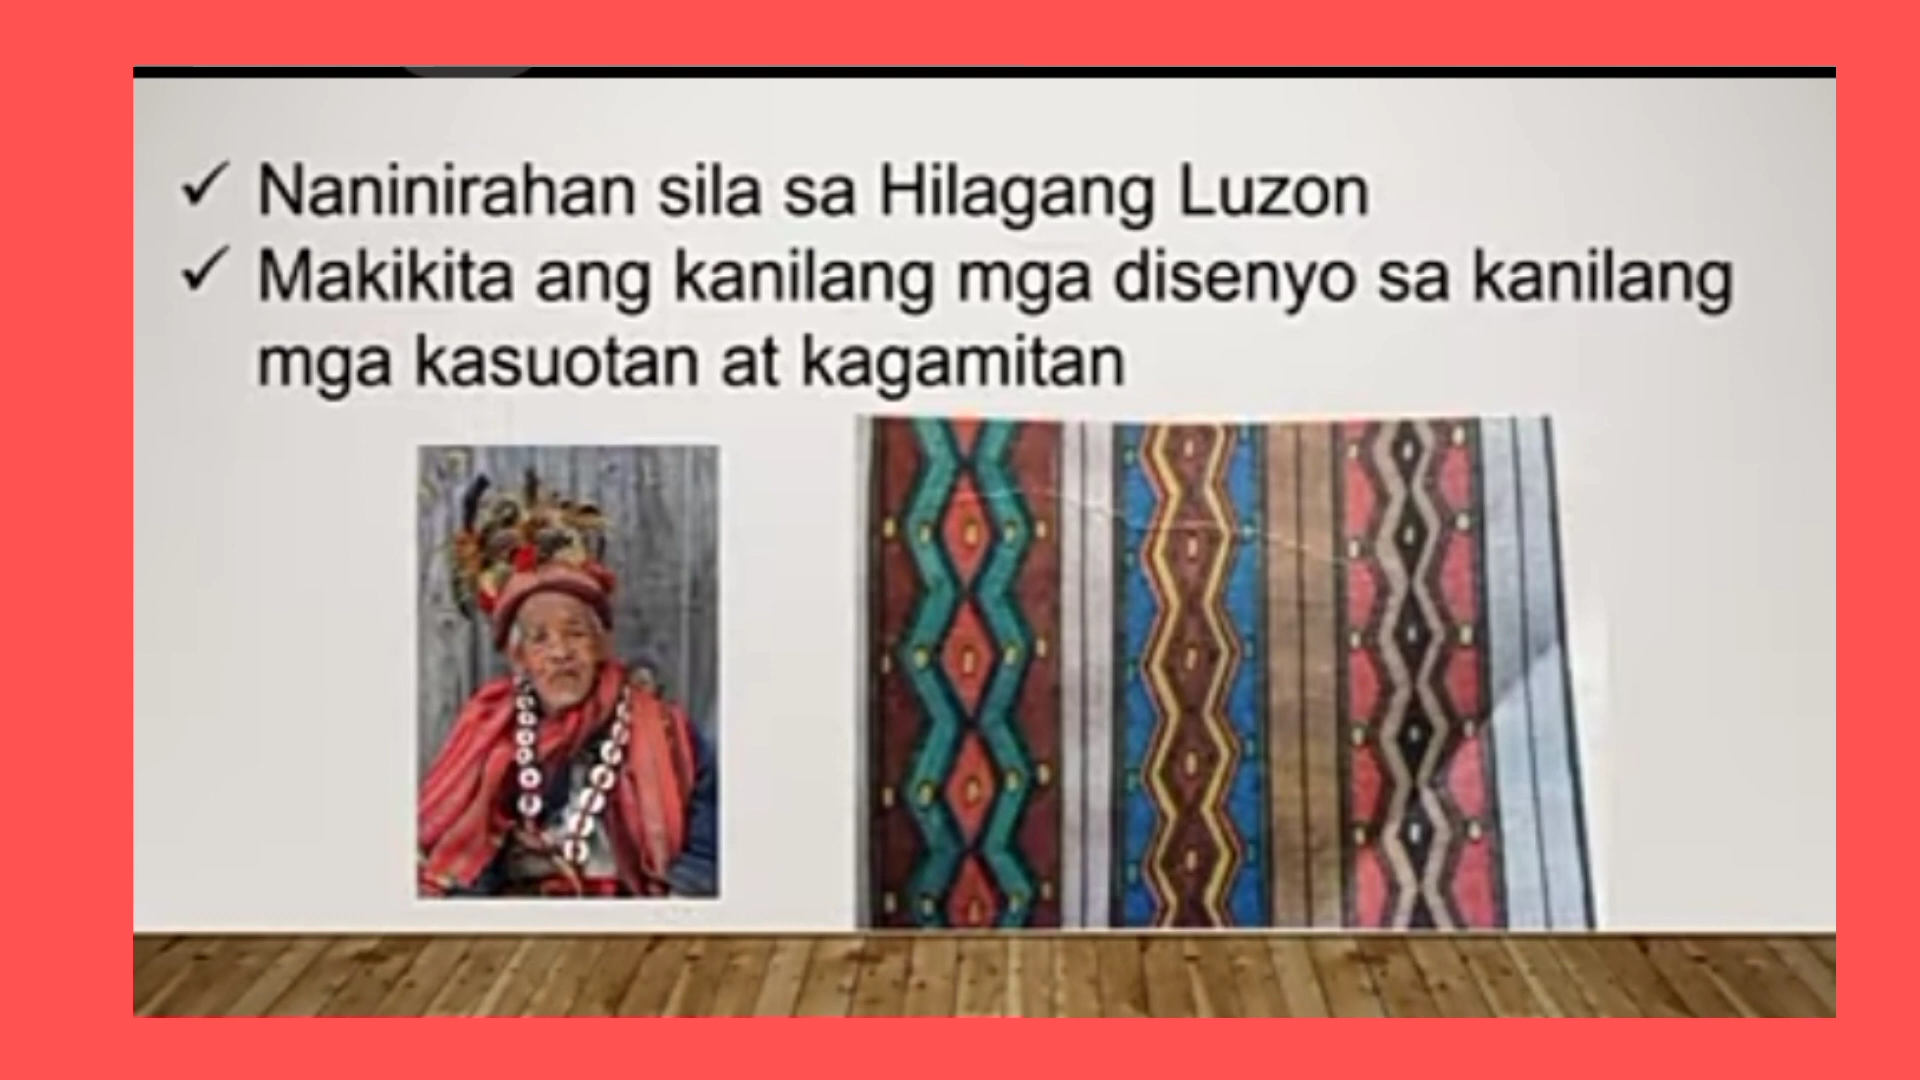 ✓ Naninirahan sila sa Hilagang Luzon
✓ Makikita ang kanilang mga disenyo sa kanilang
mga kasuotan at kagamitan